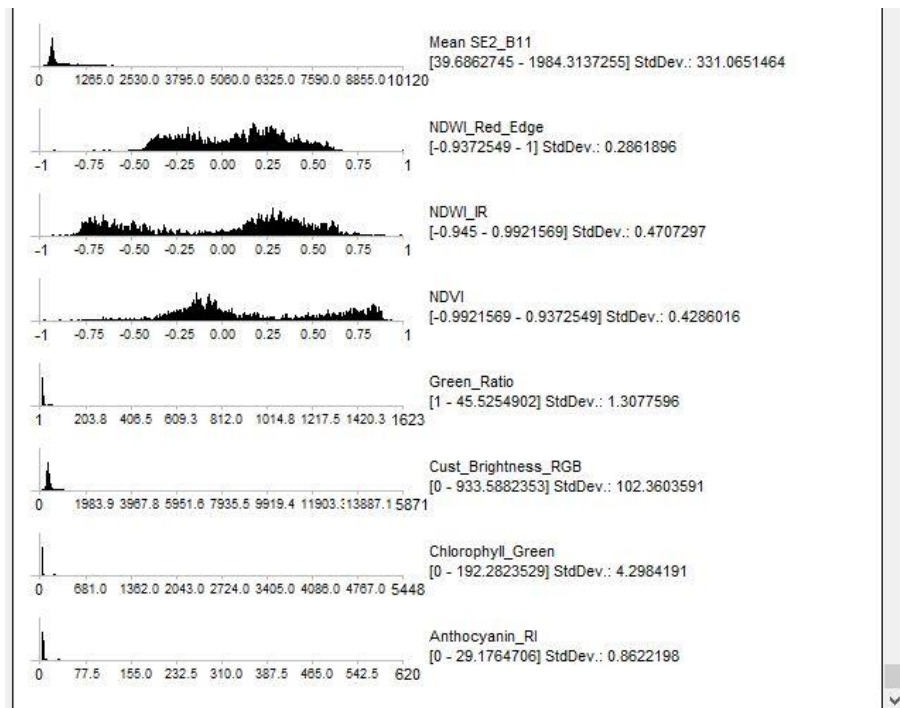 Mean SE2_B11
[39.6862745 - 1984.3137255] StdDev.: 331.0651464
0 1265.0 2530.0 3795.0 5060.0 6325.0 7590.0 8855.0 10120
NDWI_Red_Edge
[-0.9372549 - 1] StdDev.: 0.2861896
-1 -0.75 -0.50 -0.25 0.00 0.25 0.50 0.75 1
NDWI_IR
[-0.945 - 0.9921569] StdDev.: 0.4707297
-1 -0.75 -0.50 -0.25 0.00 0.25 0.50 0.75 1
NDVI
[-0.9921569 - 0.9372549] StdDev.: 0.4286016
-1 -0.75 -0.50 -0.25 0.00 0.25 0.50 0.75 1
Green_Ratio
[1 - 45.5254902] StdDev.: 1.3077596
1 203.8 406.5 609.3 812.0 1014.8 1217.5 1420.3 1623
Cust_Brightness_RGB
[0 - 933.5882353] StdDev.: 102.3603591
0 1983.9 3967.8 5951.6 7935.5 9919.4 11903.3 13887.1 5871
Chlorophyll_Green
[0 - 192.2823529] StdDev.: 4.2984191
0 681.0 1362.0 2043.0 2724.0 3405.0 4086.0 4767.0 5448
Anthocyanin_RI
[0 - 29.1764706] StdDev.: 0.8622198
0 77.5 155.0 232.5 310.0 387.5 465.0 542.5 620